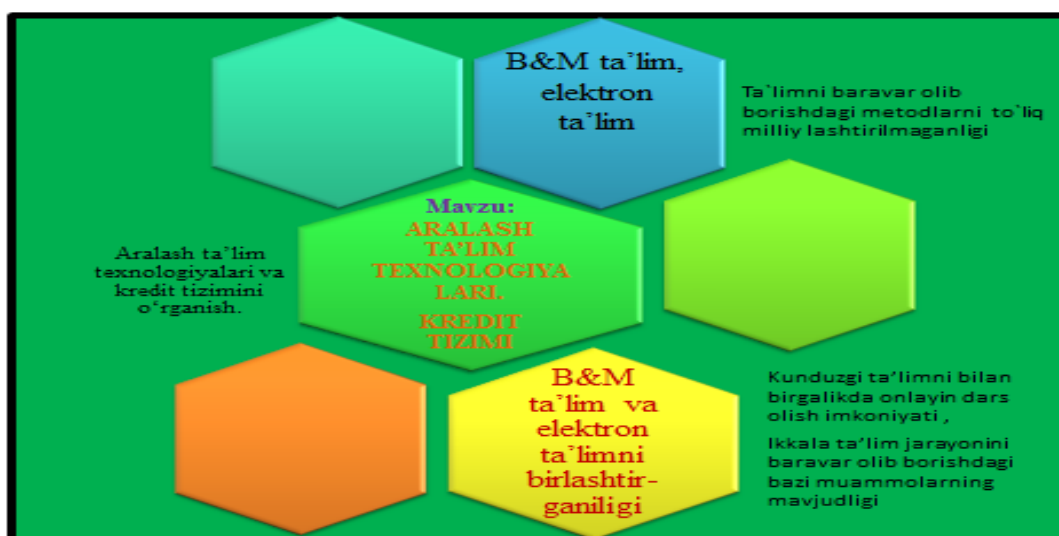 B&M ta’lim,
elektron
ta’lim
Ta`limni baravar olib
borishdagi metodlarni to`liq
milliy lashtirilmaganligi
Mavzu:
ARALASH
TA’LIM
TEXNOLOGIYA
LARI.
KREDIT
TIZIMI
Aralash ta’lim
texnologiyalari va
kredit tizimini
o‘rganish.
B&M
ta’lim va
elektron
ta’limni
birlashtir-
ganiligi
Kunduzgi ta’limni bilan
birgalikda onlayin dars
olish imkoniyati ,
Ikkala ta’lim jarayonini
baravar olib borishdagi
bazi muammolarning
mavjudligi